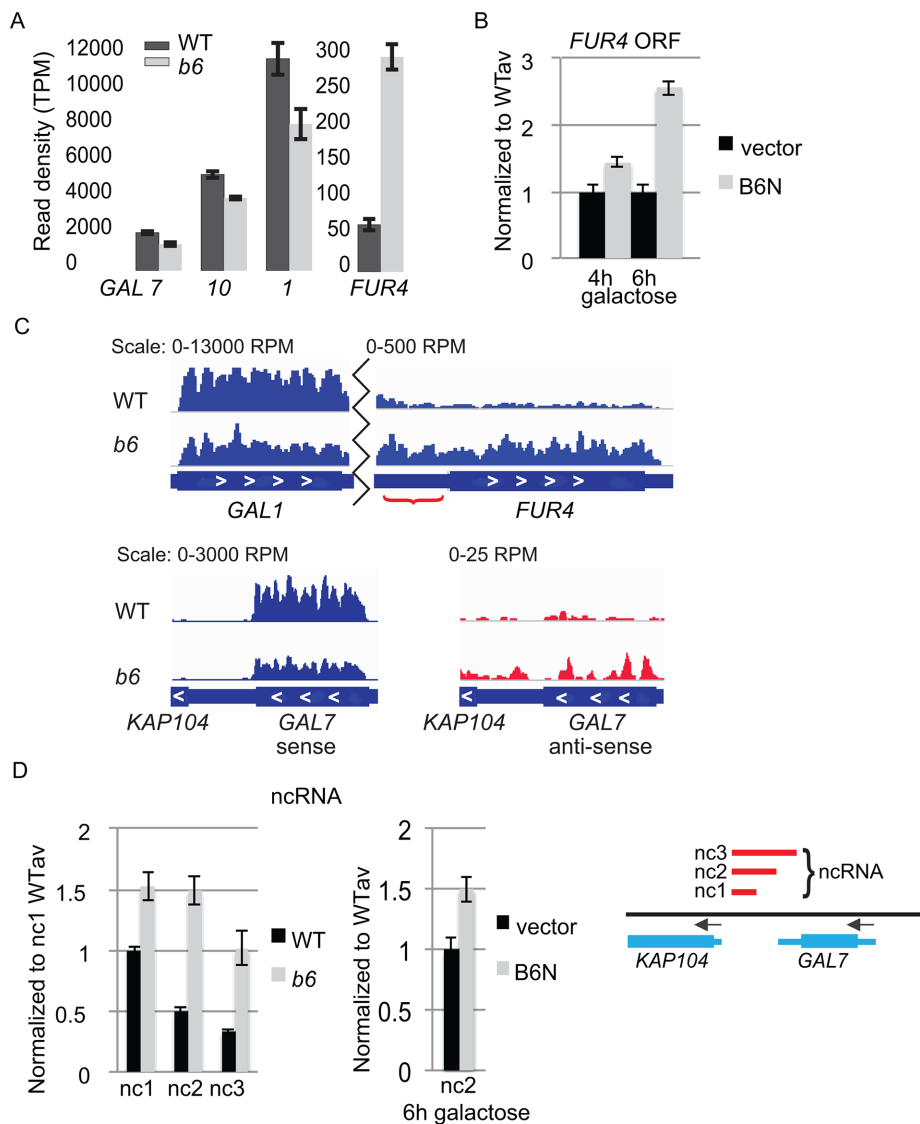 A
Read density (TPM)
12000
10000
8000
6000
4000
2000
0
WT
b6
300
250
200
150
100
50
0
GAL 7 10 1 FUR4
B
FUR4 ORF
Normalized to WTav
3
2
1
0
4h 6h
galactose
vector
B6N
C
Scale: 0-13000 RPM 0-500 RPM
WT
b6
> > > > > > > >
GAL1 FUR4
Scale: 0-3000 RPM 0-25 RPM
WT WT
b6 b6
< < < < < < < <
KAP104 GAL7 KAP104 GAL7
sense anti-sense
D
ncRNA
Normalized to nc1 WTav
2
1.5
1
0.5
0
nc1 nc2 nc3
WT
b6
Normalized to WTav
2
1.5
1
0.5
0
nc2
6h galactose
vector
B6N
nc3
nc2 ncRNA
nc1
KAP104 GAL7